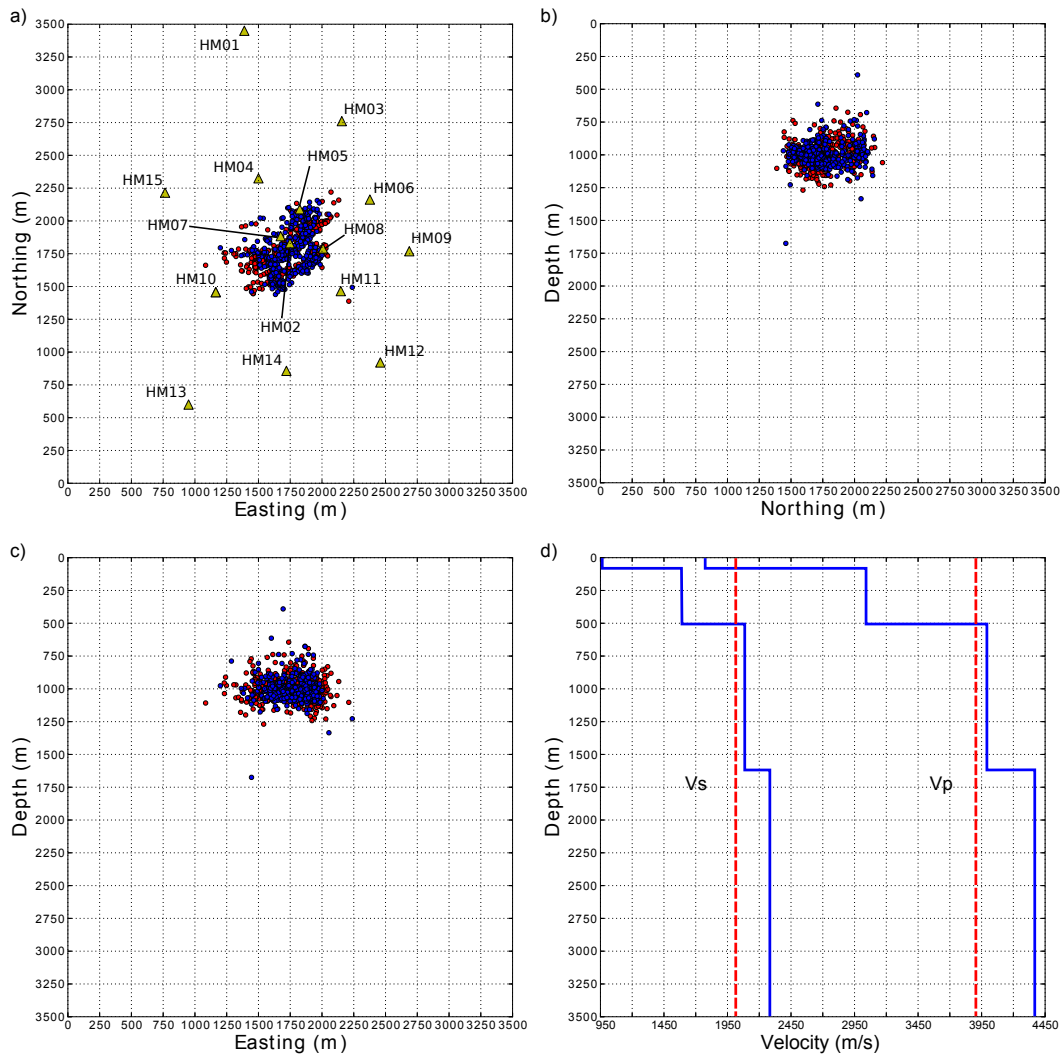 a)
3500
3250
3000
2750
2500
2250
2000
1750
1500
1250
1000
750
500
250
0
Northing (m)
HM01
HM03
HM05
HM04
HM15
HM06
HM07
HM08
HM09
HM10
HM11
HM02
HM14
HM12
HM13
0 250 500 750 1000 1250 1500 1750 2000 2250 2500 2750 3000 3500
Easting (m)
b)
0
250
500
750
1000
1250
1500
1750
2000
2250
2500
2750
3000
3250
3500
Depth (m)
0 250 500 750 1000 1250 1500 1750 2000 2250 2500 2750 3000 3500
Northing (m)
c)
0
250
500
750
1000
1250
1500
1750
2000
2250
2500
2750
3000
3250
3500
Depth (m)
0 250 500 750 1000 1250 1500 1750 2000 2250 2500 2750 3000 3500
Easting (m)
d)
0
250
500
750
1000
1250
1500
1750
2000
2250
2500
2750
3000
3250
3500
Depth (m)
Vs
Vp
950 1450 1950 2450 2950 3450 3950 4450
Velocity (m/s)